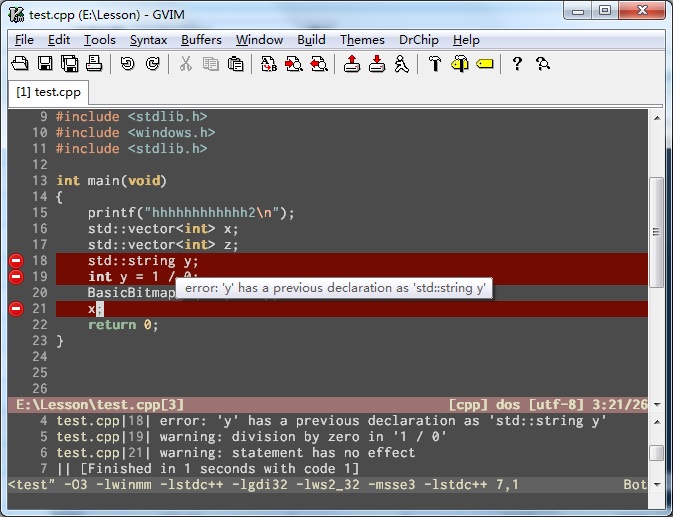 test.cpp (E:\Lesson) - GVIM
File Edit Tools Syntax Buffers Window Build Themes DrChip Help
[1] test.cpp
9 #include <stdlib.h>
10 #include <windows.h>
11 #include <stdlib.h>
12
13 int main(void)
14 {
15 printf("hhhhhhhhhhhh2\n");
16 std::vector<int> x;
17 std::vector<int> z;
18 std::string y;
19 int y = 1 / 0;
20 BasicBitmap
error: 'y' has a previous declaration as 'std::string y'
21 x;
22 return 0;
23 }
24
25
26
E:\Lesson\test.cpp[3] [cpp] dos [utf-8] 3:21/26
4 test.cpp|18| error: 'y' has a previous declaration as 'std::string y'
5 test.cpp|19| warning: division by zero in '1 / 0'
6 test.cpp|21| warning: statement has no effect
7 || [Finished in 1 seconds with code 1]
<test" -O3 -lwinmm -lstdc++ -lgdi32 -lws2_32 -msse3 -lstdc++ 7,1 Bot